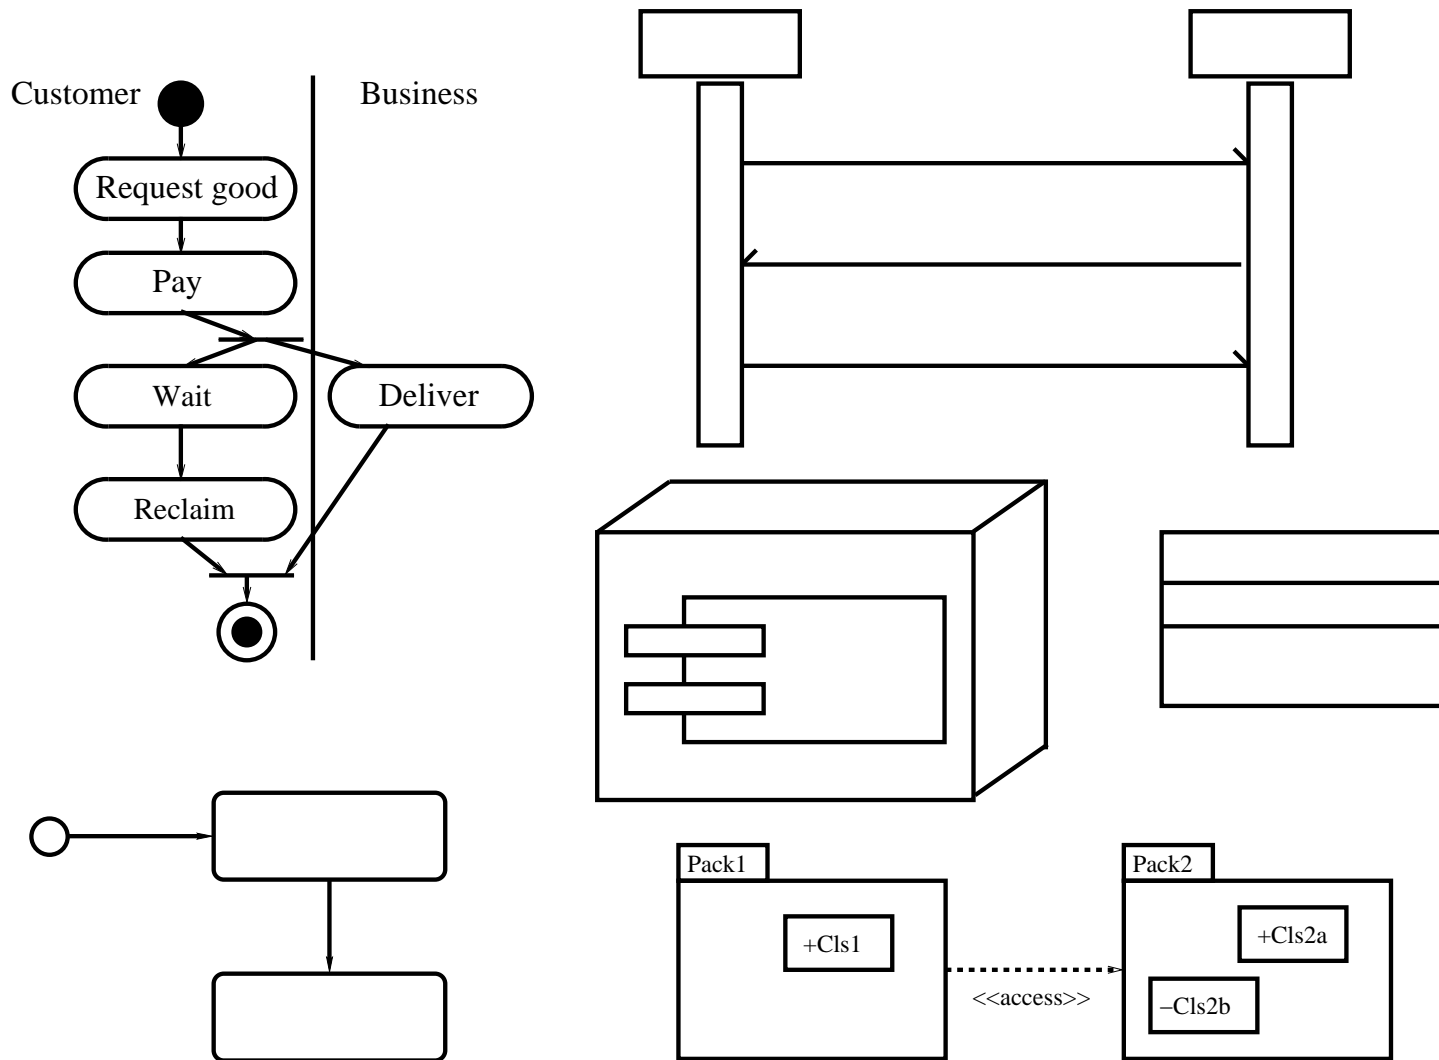 Customer
Business
Request good
Pay
Wait
Deliver
Reclaim
Pack1
+Cls1
<<access>>
Pack2
+Cls2a
–Cls2b